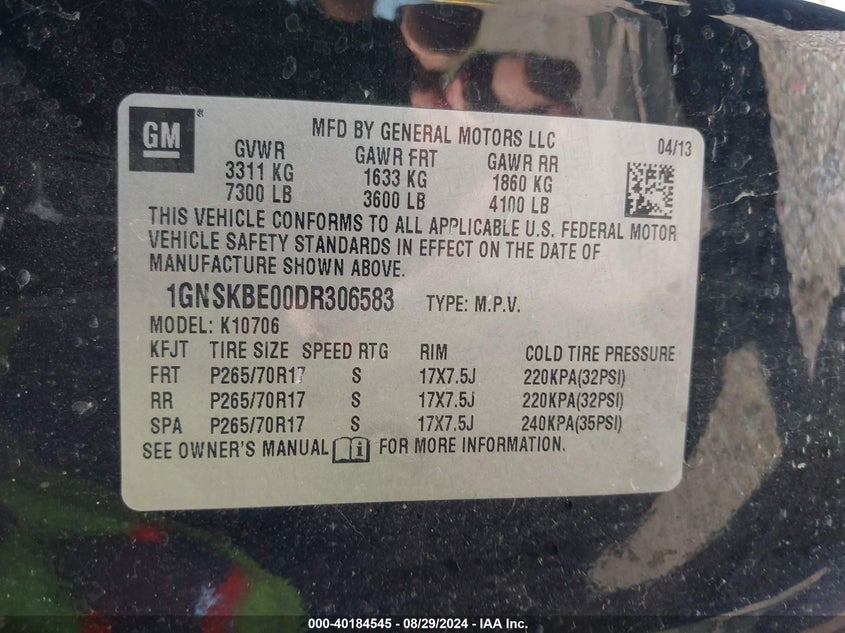 GM
MFD BY GENERAL MOTORS LLC 04/13
GVWR GAWR FRT GAWR RR
3311 KG 1633 KG 1860 KG
7300 LB 3600 LB 4100 LB
THIS VEHICLE CONFORMS TO ALL APPLICABLE U.S. FEDERAL MOTOR
VEHICLE SAFETY STANDARDS IN EFFECT ON THE DATE OF
MANUFACTURE SHOWN ABOVE.
1GNSKBE00DR306583 TYPE: M.P.V.
MODEL: K10706
KFJT TIRE SIZE SPEED RTG RIM COLD TIRE PRESSURE
FRT P265/70R17 S 17X7.5J 220KPA(32PSI)
RR P265/70R17 S 17X7.5J 220KPA(32PSI)
SPA P265/70R17 S 17X7.5J 240KPA(35PSI)
SEE OWNER'S MANUAL FOR MORE INFORMATION.
000-40184545 - 08/29/2024 - IAA Inc.